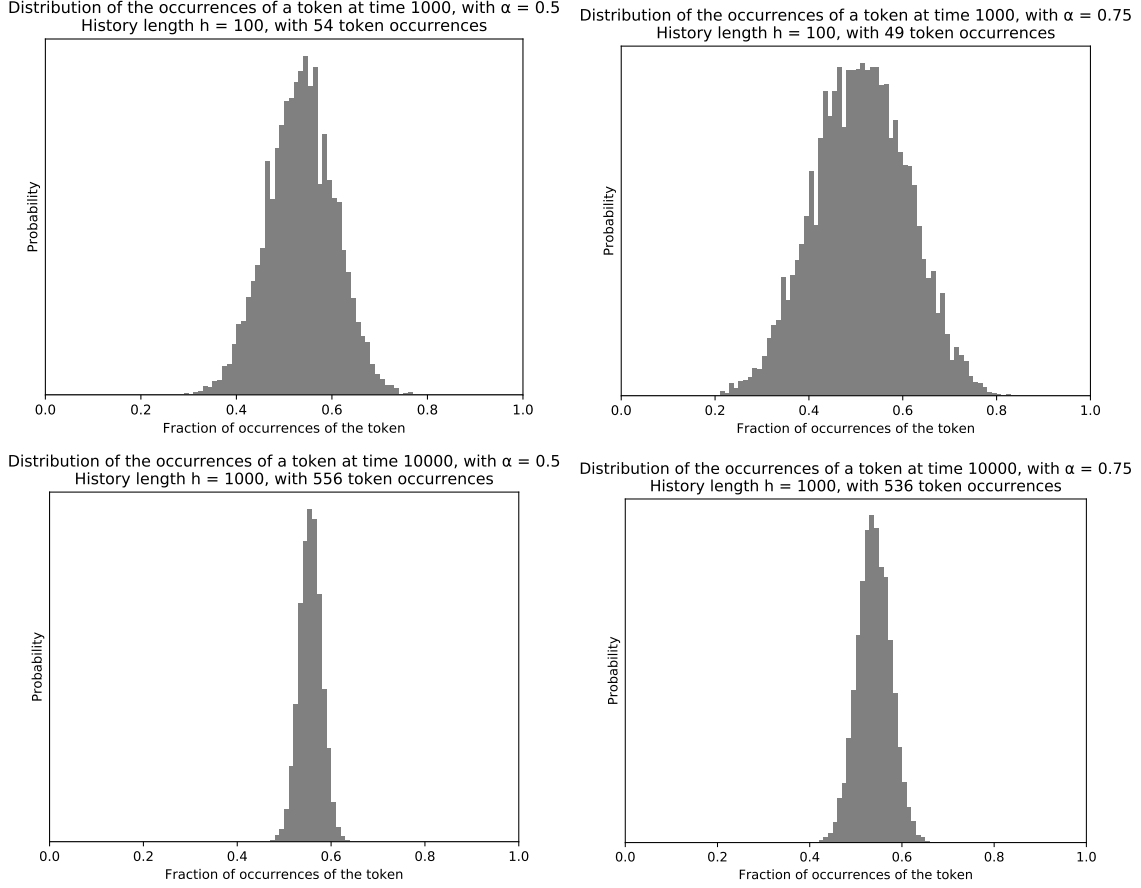 Distribution of the occurrences of a token at time 1000, with α = 0.5
History length h = 100, with 54 token occurrences
Probability
0.0 0.2 0.4 0.6 0.8 1.0
Fraction of occurrences of the token
Distribution of the occurrences of a token at time 1000, with α = 0.75
History length h = 100, with 49 token occurrences
Probability
0.0 0.2 0.4 0.6 0.8 1.0
Fraction of occurrences of the token
Distribution of the occurrences of a token at time 10000, with α = 0.5
History length h = 1000, with 556 token occurrences
Probability
0.0 0.2 0.4 0.6 0.8 1.0
Fraction of occurrences of the token
Distribution of the occurrences of a token at time 10000, with α = 0.75
History length h = 1000, with 536 token occurrences
Probability
0.0 0.2 0.4 0.6 0.8 1.0
Fraction of occurrences of the token